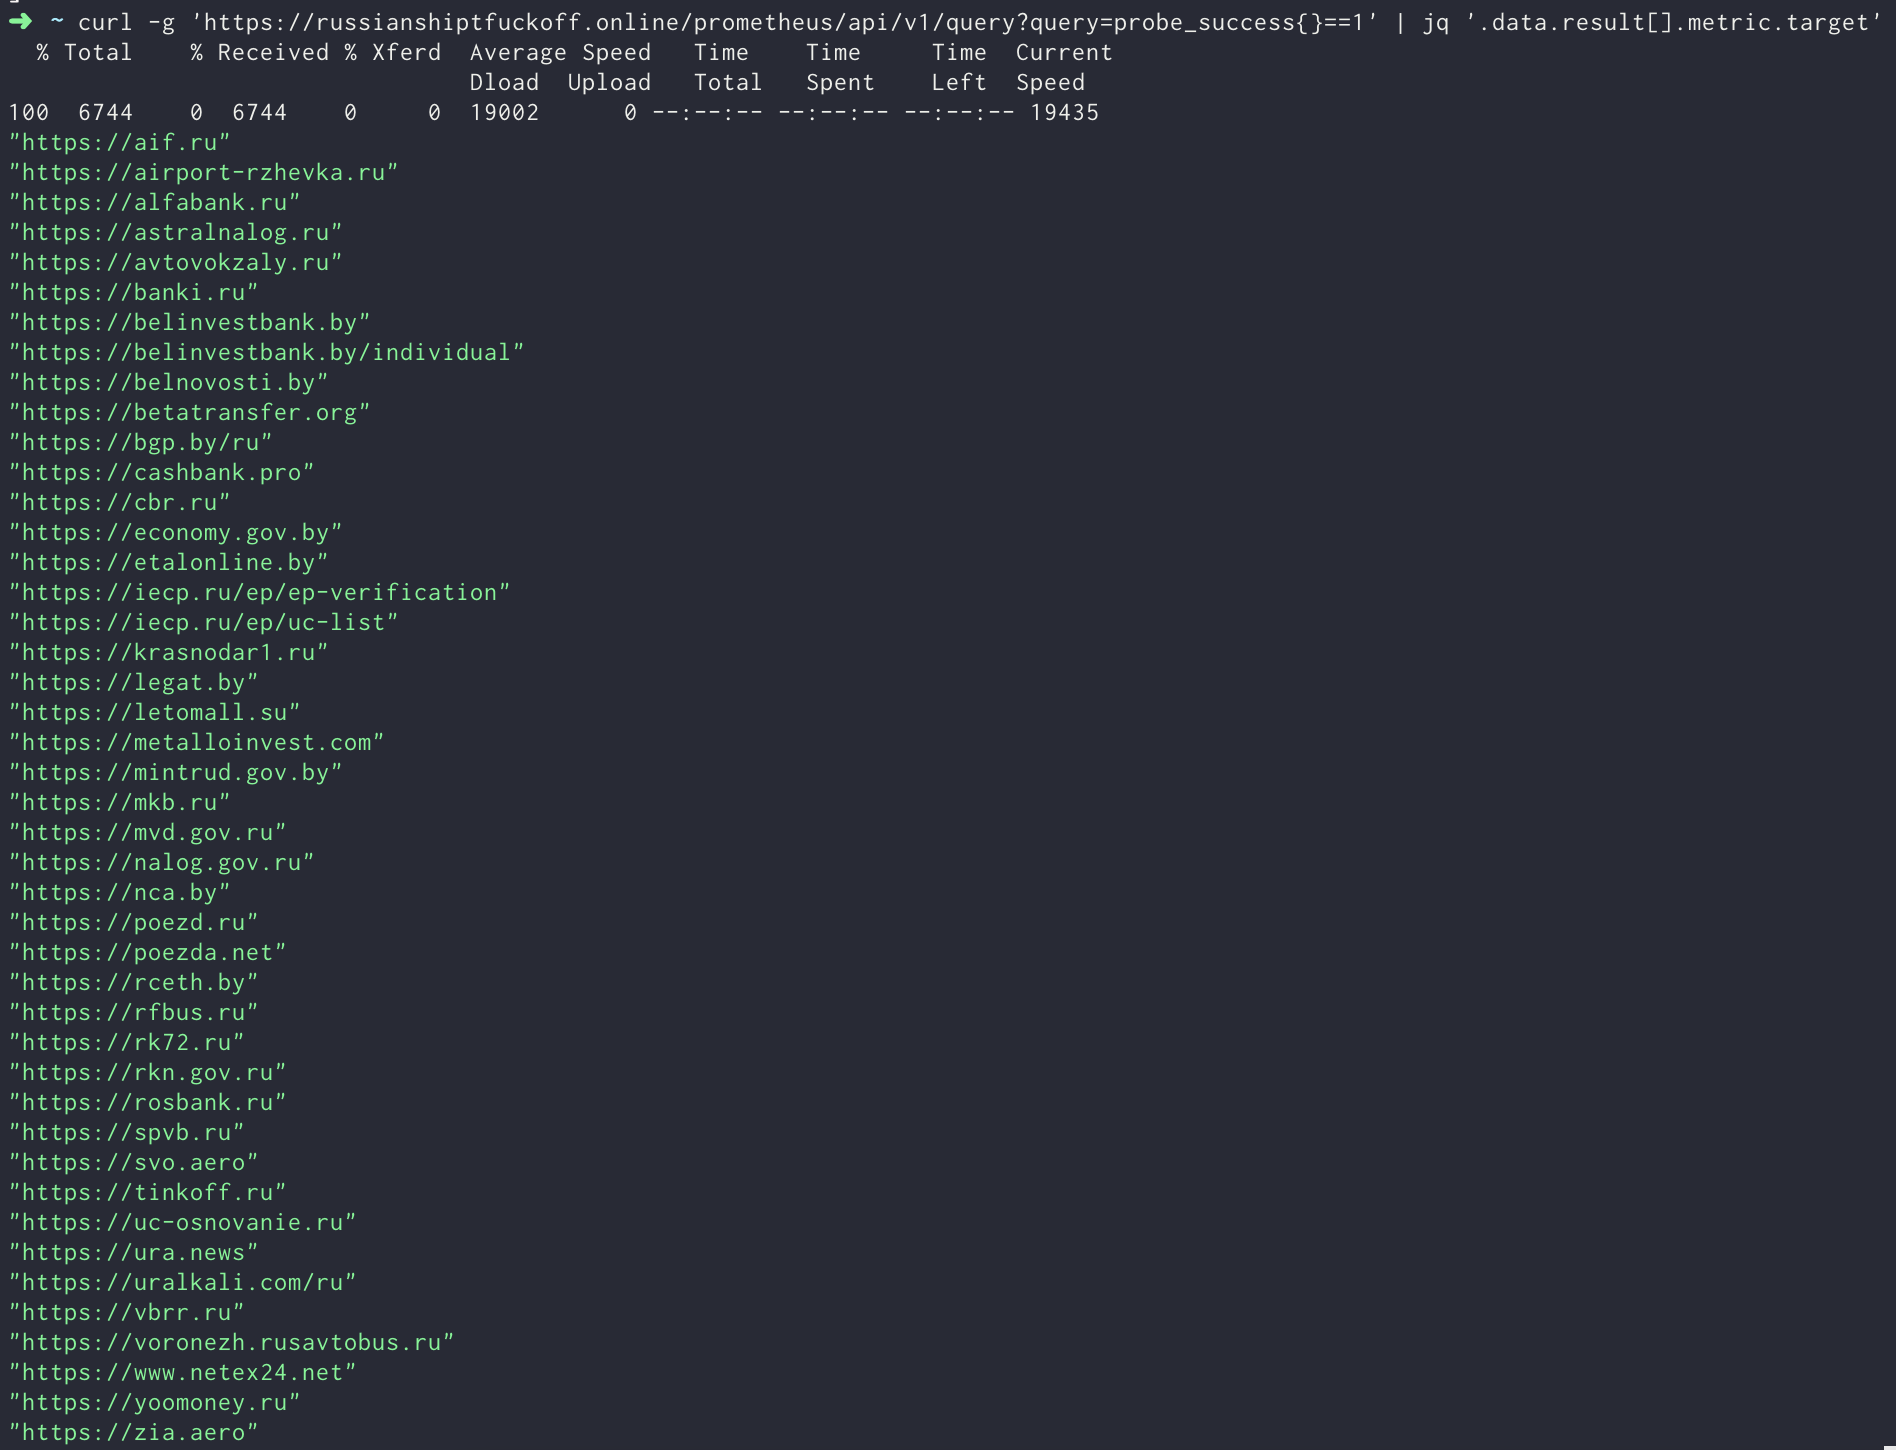 ➜ ~ curl -g 'https://russianshiptfuckoff.online/prometheus/api/v1/query?query=probe_success{}==1' | jq '.data.result[].metric.target'
% Total % Received % Xferd Average Speed Time Time Time Current
Dload Upload Total Spent Left Speed
100 6744 0 6744 0 0 19002 0 --:--:-- --:--:-- --:--:-- 19435
"https://aif.ru"
"https://airport-rzhevka.ru"
"https://alfabank.ru"
"https://astralnalog.ru"
"https://avtovokzaly.ru"
"https://banki.ru"
"https://belinvestbank.by"
"https://belinvestbank.by/individual"
"https://belnovosti.by"
"https://betatransfer.org"
"https://bgp.by/ru"
"https://cashbank.pro"
"https://cbr.ru"
"https://economy.gov.by"
"https://etalonline.by"
"https://iecp.ru/ep/ep-verification"
"https://iecp.ru/ep/uc-list"
"https://krasnodar1.ru"
"https://legat.by"
"https://letomall.su"
"https://metalloinvest.com"
"https://mintrud.gov.by"
"https://mkb.ru"
"https://mvd.gov.ru"
"https://nalog.gov.ru"
"https://nca.by"
"https://poezd.ru"
"https://poezda.net"
"https://rceth.by"
"https://rfbus.ru"
"https://rk72.ru"
"https://rkn.gov.ru"
"https://rosbank.ru"
"https://spvb.ru"
"https://svo.aero"
"https://tinkoff.ru"
"https://uc-osnovanie.ru"
"https://ura.news"
"https://uralkali.com/ru"
"https://vbrr.ru"
"https://voronezh.rusavtobus.ru"
"https://www.netex24.net"
"https://yoomoney.ru"
"https://zia.aero"